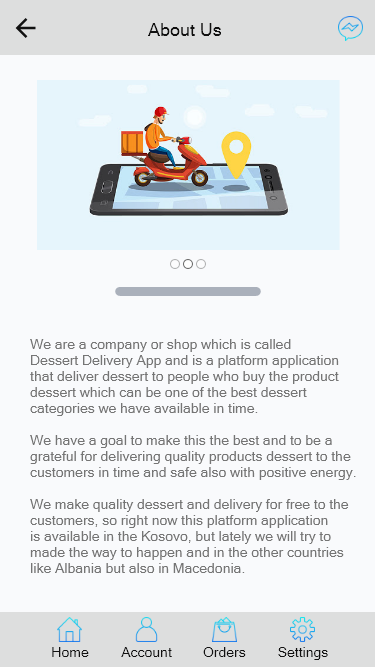 About Us
We are a company or shop which is called
Dessert Delivery App and is a platform application
that deliver dessert to people who buy the product
dessert which can be one of the best dessert
categories we have available in time.
We have a goal to make this the best and to be a
grateful for delivering quality products dessert to the
customers in time and safe also with positive energy.
We make quality dessert and delivery for free to the
customers, so right now this platform application
is available in the Kosovo, but lately we will try to
made the way to happen and in the other countries
like Albania but also in Macedonia.
Home Account Orders Settings